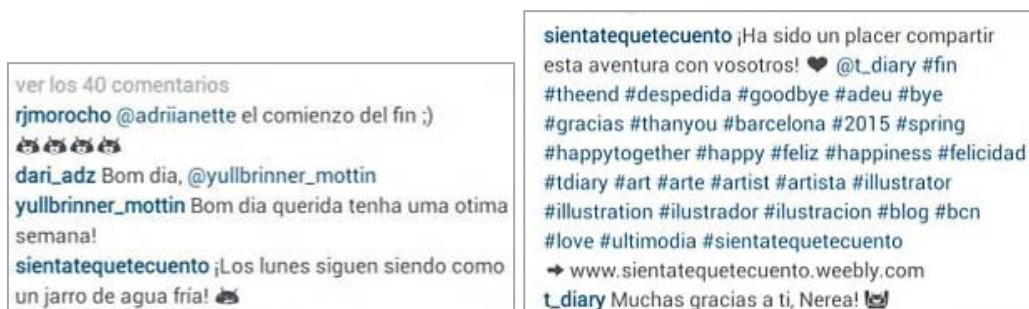 ver los 40 comentarios
rjmorocho @adriianette el comienzo del fin ;)
dari_adz Bom dia, @yullbrinner_mottin
yullbrinner_mottin Bom dia querida tenha uma otima
semana!
sientatequetecuento ¡Los lunes siguen siendo como
un jarro de agua fría!
sientatequetecuento ¡Ha sido un placer compartir
esta aventura con vosotros! ♥ @t_diary #fin
#theend #despedida #goodbye #adeu #bye
#gracias #thanyou #barcelona #2015 #spring
#happytogether #happy #feliz #happiness #felicidad
#tdiary #art #arte #artist #artista #illustrator
#illustration #ilustrador #ilustracion #blog #bcn
#love #ultimodia #sientatequetecuento
➔ www.sientatequetecuento.weebly.com
t_diary Muchas gracias a ti, Nerea!